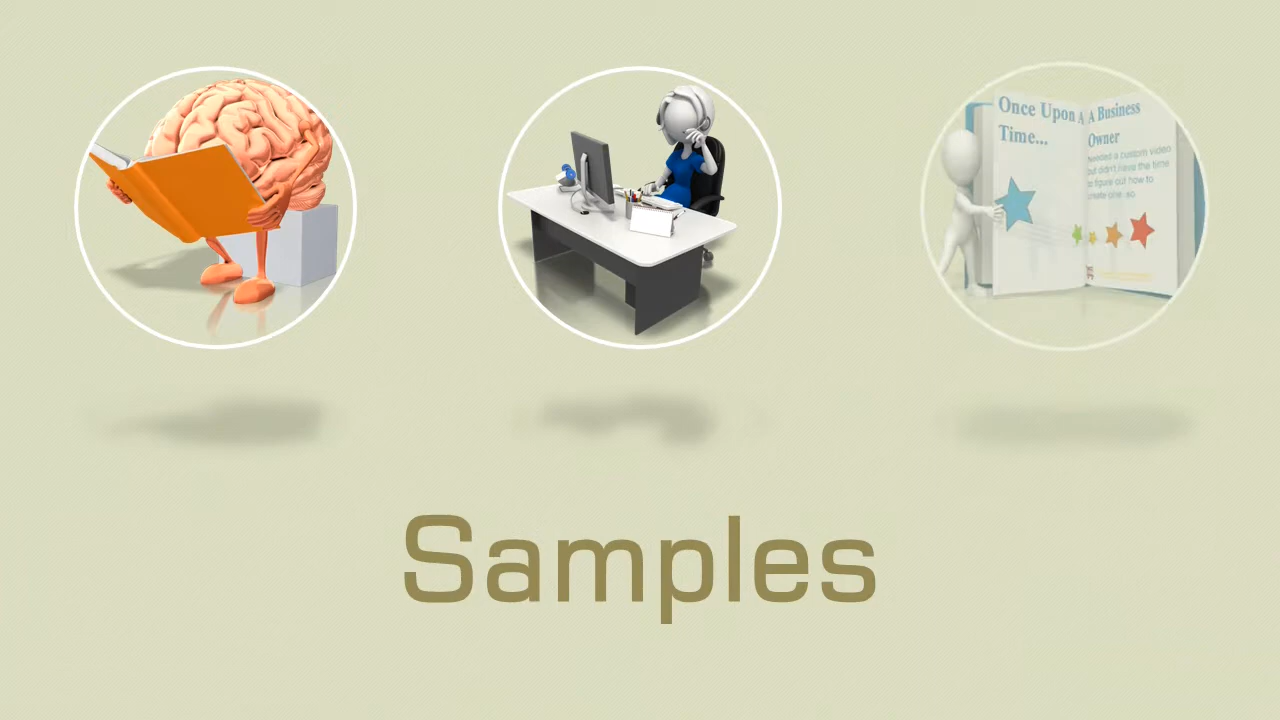 Once Upon A
Time...
A Business
Owner
needed a custom video
but didn't have the time
to figure out how to
create one, so
Samples